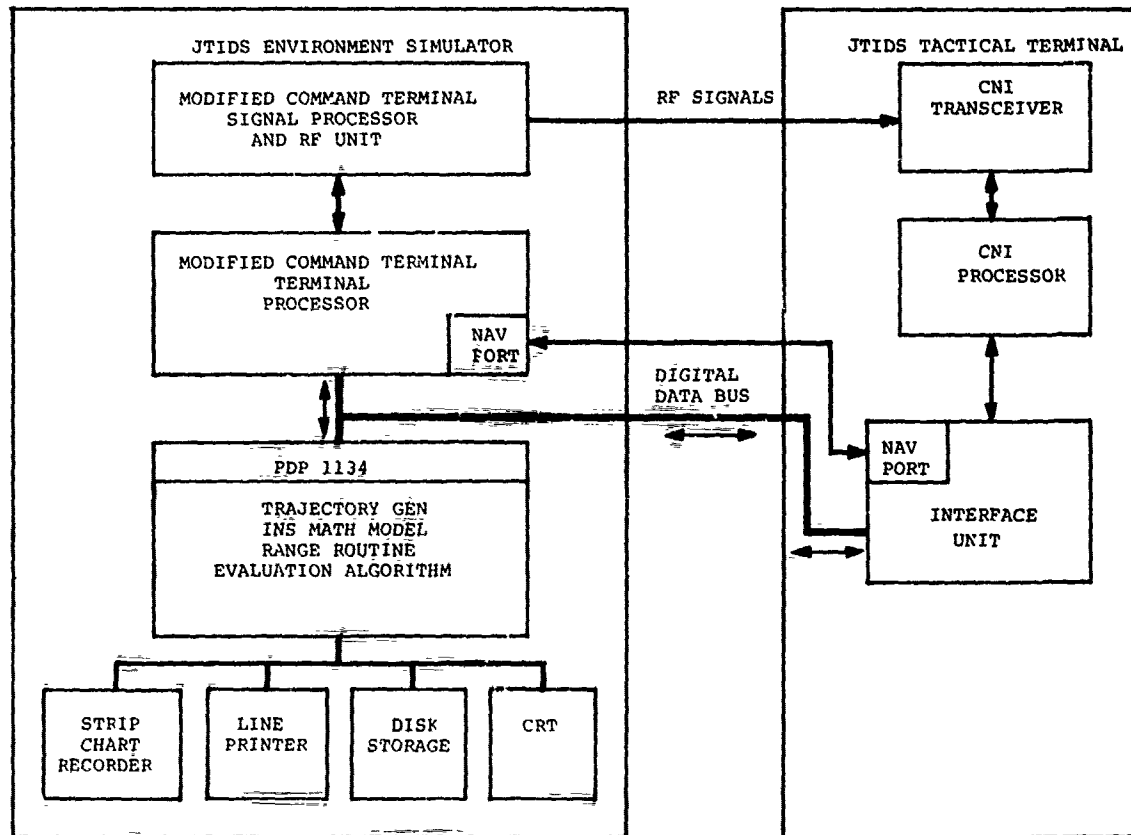 JTIDS ENVIRONMENT SIMULATOR
MODIFIED COMMAND TERMINAL
SIGNAL PROCESSOR
AND RF UNIT
MODIFIED COMMAND TERMINAL
TERMINAL
PROCESSOR
NAV
PORT
PDP 1134
TRAJECTORY GEN
INS MATH MODEL
RANGE ROUTINE
EVALUATION ALGORITHM
STRIP
CHART
RECORDER
LINE
PRINTER
DISK
STORAGE
CRT
RF SIGNALS
DIGITAL
DATA BUS
JTIDS TACTICAL TERMINAL
CNI
TRANSCEIVER
CNI
PROCESSOR
NAV
PORT
INTERFACE
UNIT